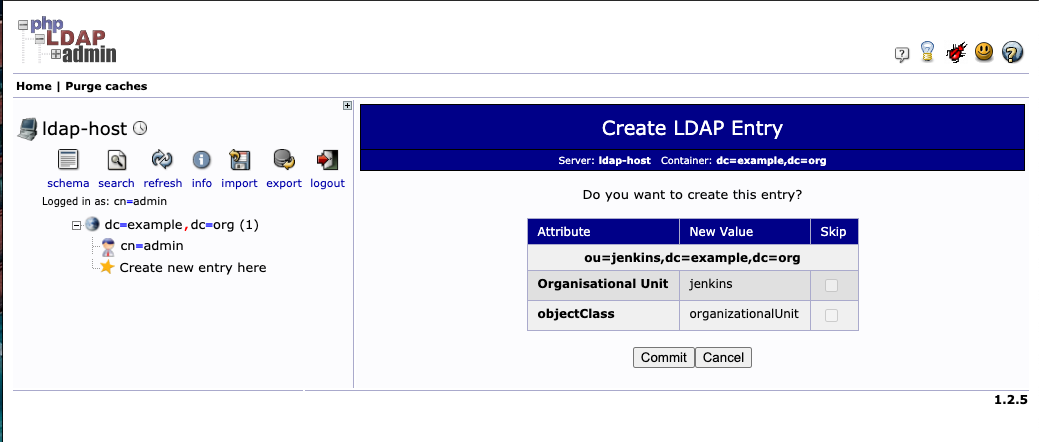 php
LDAP
admin
Home | Purge caches
ldap-host
schema search refresh info import export logout
Logged in as: cn=admin
dc=example,dc=org (1)
cn=admin
Create new entry here
Create LDAP Entry
Server: ldap-host Container: dc=example,dc=org
Do you want to create this entry?
Attribute New Value Skip
ou=jenkins,dc=example,dc=org
Organisational Unit jenkins
objectClass organizationalUnit
Commit Cancel
1.2.5